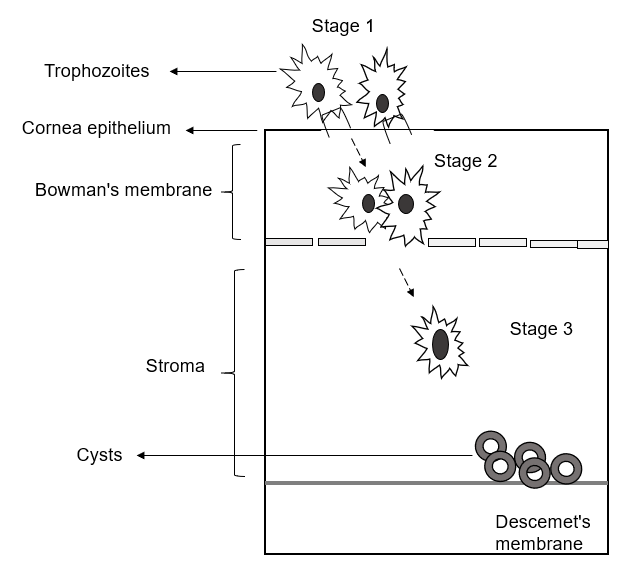 Stage 1
Trophozoites
Cornea epithelium
Stage 2
Bowman's membrane
Stage 3
Stroma
Cysts
Descemet's
membrane